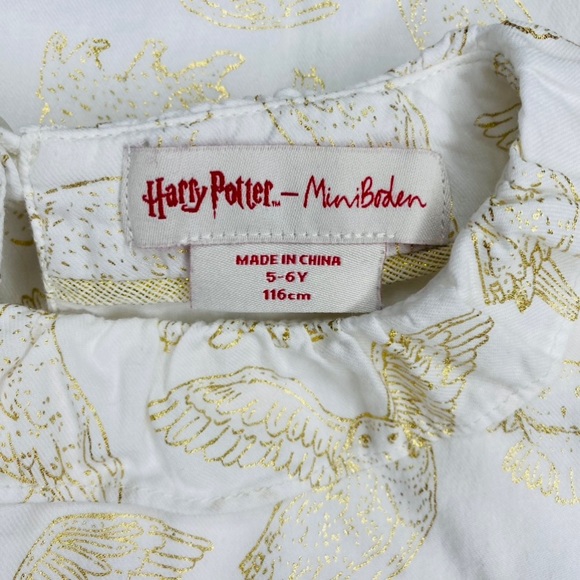 Harry Potter™ — MiniBoden
MADE IN CHINA
5-6Y
116cm